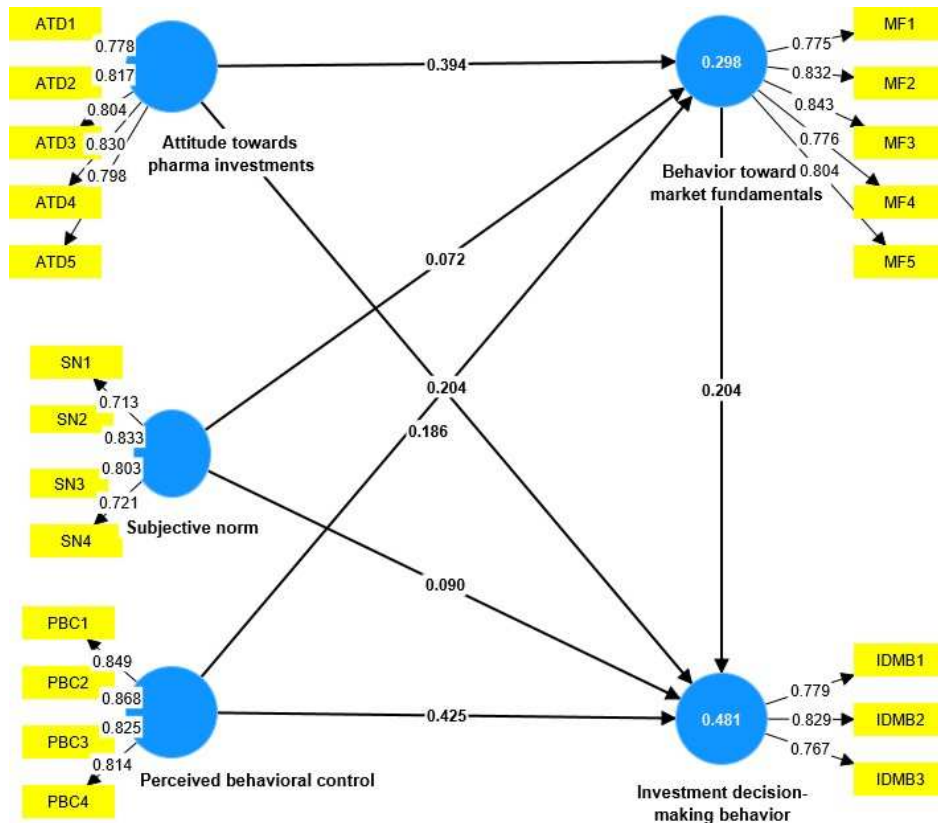 ATD1
0.778
ATD2
0.817
0.804
ATD3
0.830
0.798
ATD4
ATD5
Attitude towards
pharma investments
0.394
0.298
Behavior toward
market fundamentals
0.775
MF1
0.832
MF2
0.843
MF3
0.776
0.804
MF4
MF5
0.072
0.204
0.186
0.204
SN1
0.713
SN2
0.833
0.803
SN3
0.721
SN4
Subjective norm
0.090
PBC1
0.849
PBC2
0.868
0.825
PBC3
0.814
PBC4
Perceived behavioral control
0.425
0.481
Investment decision-
making behavior
0.779
IDMB1
0.829
IDMB2
0.767
IDMB3